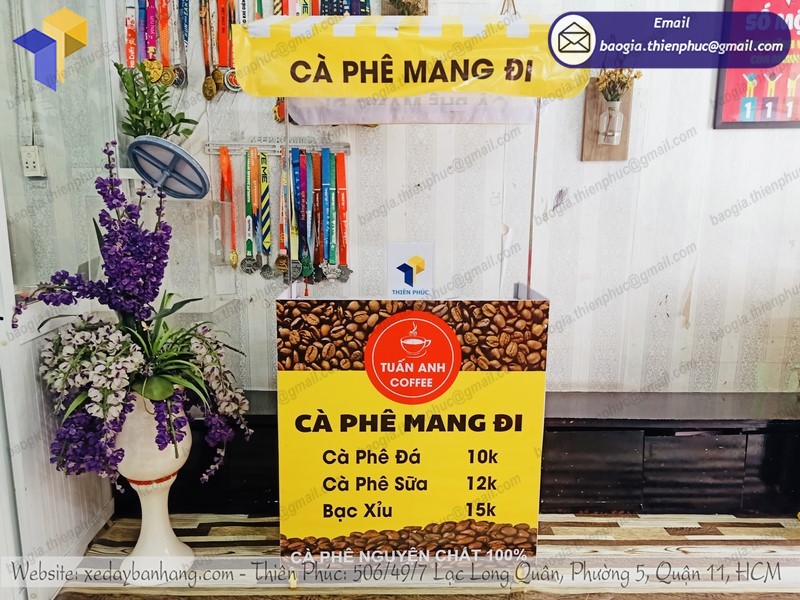 Email
baogia.thienphuc@gmail.com
CÀ PHÊ MANG ĐI
THIÊN PHÚC
TUẤN ANH
COFFEE
CÀ PHÊ MANG ĐI
Cà Phê Đá 10k
Cà Phê Sữa 12k
Bạc Xỉu 15k
CÀ PHÊ NGUYÊN CHẤT 100%
Website: xedaybanhang.com - Thiên Phúc: 506/49/7 Lạc Long Quân, Phường 5, Quận 11, HCM